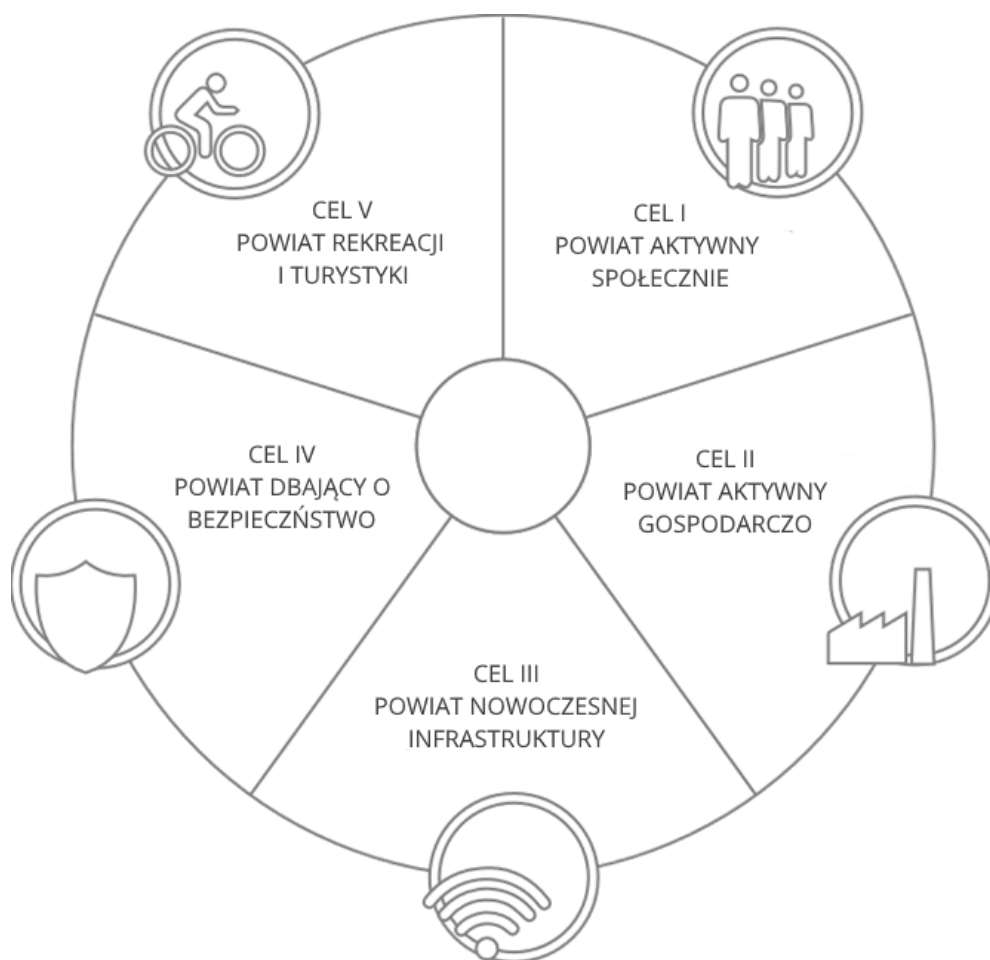 CEL V
POWIAT REKREACJI
I TURYSTYKI
CEL I
POWIAT AKTYWNY
SPOŁECZNIE
CEL IV
POWIAT DBAJĄCY O
BEZPIECZŃSTWO
CEL II
POWIAT AKTYWNY
GOSPODARCZO
CEL III
POWIAT NOWOCZESNEJ
INFRASTRUKTURY